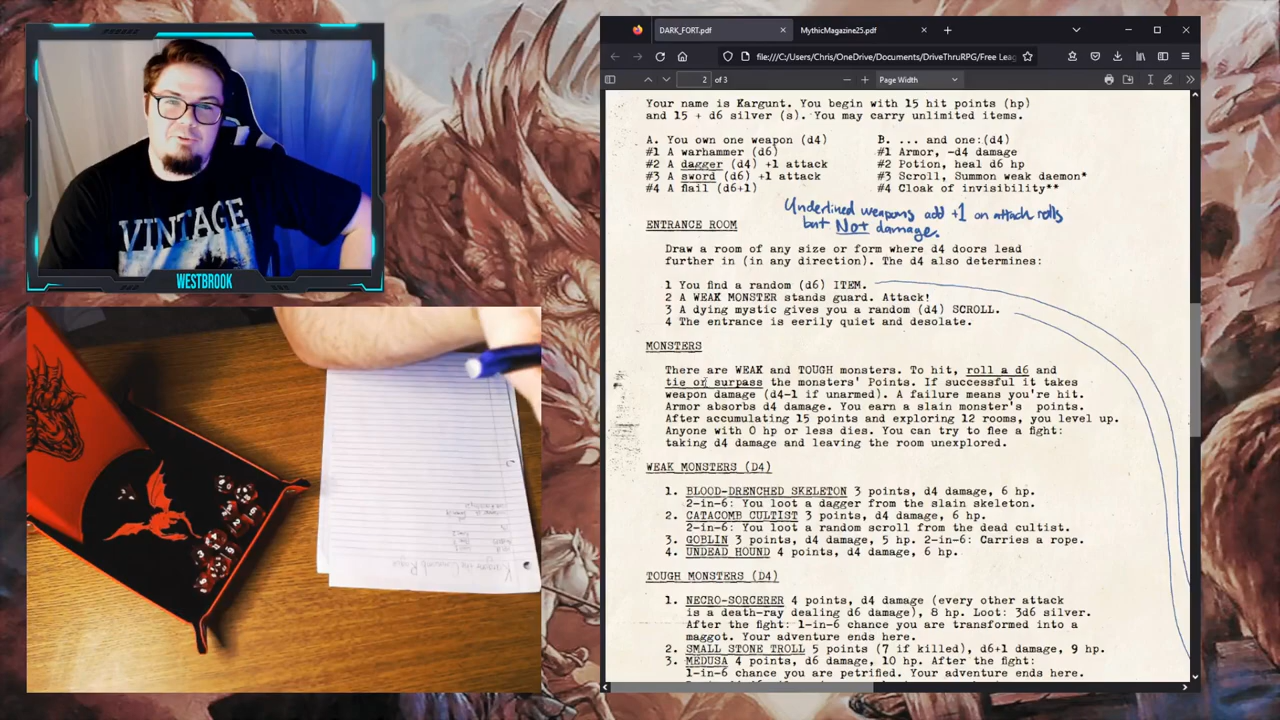 VINTAGE
WESTBROOK
DARK_FORT.pdf
MythicMagazine25.pdf
file:///C:/Users/Chris/OneDrive/Documents/DriveThruRPG/Free Leag
2 of 3
Page Width
Your name is Kargunt. You begin with 15 hit points (hp)
and 15 + d6 silver (s). You may carry unlimited items.
A. You own one weapon (d4)
#1 A warhammer (d6)
#2 A dagger (d4) +1 attack
#3 A sword (d6) +1 attack
#4 A flail (d6+1)
B. ... and one:(d4)
#1 Armor, -d4 damage
#2 Potion, heal d6 hp
#3 Scroll, Summon weak daemon*
#4 Cloak of invisibility**
Underlined weapons add +1 on attack rolls
but Not damage.
ENTRANCE ROOM
Draw a room of any size or form where d4 doors lead
further in (in any direction). The d4 also determines:
1 You find a random (d6) ITEM.
2 A WEAK MONSTER stands guard. Attack!
3 A dying mystic gives you a random (d4) SCROLL.
4 The entrance is eerily quiet and desolate.
MONSTERS
There are WEAK and TOUGH monsters. To hit, roll a d6 and
tie or surpass the monsters' Points. If successful it takes
weapon damage (d4-1 if unarmed). A failure means you're hit.
Armor absorbs d4 damage. You earn a slain monster's points.
After accumulating 15 points and exploring 12 rooms, you level up.
Anyone with 0 hp or less dies. You can try to flee a fight:
taking d4 damage and leaving the room unexplored.
WEAK MONSTERS (D4)
1. BLOOD-DRENCHED SKELETON 3 points, d4 damage, 6 hp.
2-in-6: You loot a dagger from the slain skeleton.
2. CATACOMB CULTIST 3 points, d4 damage, 6 hp.
2-in-6: You loot a random scroll from the dead cultist.
3. GOBLIN 3 points, d4 damage, 5 hp. 2-in-6: Carries a rope.
4. UNDEAD HOUND 4 points, d4 damage, 6 hp.
TOUGH MONSTERS (D4)
1. NECRO-SORCERER 4 points, d4 damage (every other attack
is a death-ray dealing d6 damage), 8 hp. Loot: 3d6 silver.
After the fight: 1-in-6 chance you are transformed into a
maggot. Your adventure ends here.
2. SMALL STONE TROLL 5 points (7 if killed), d6+1 damage, 9 hp.
3. MEDUSA 4 points, d6 damage, 10 hp. After the fight:
1-in-6 chance you are petrified. Your adventure ends here.